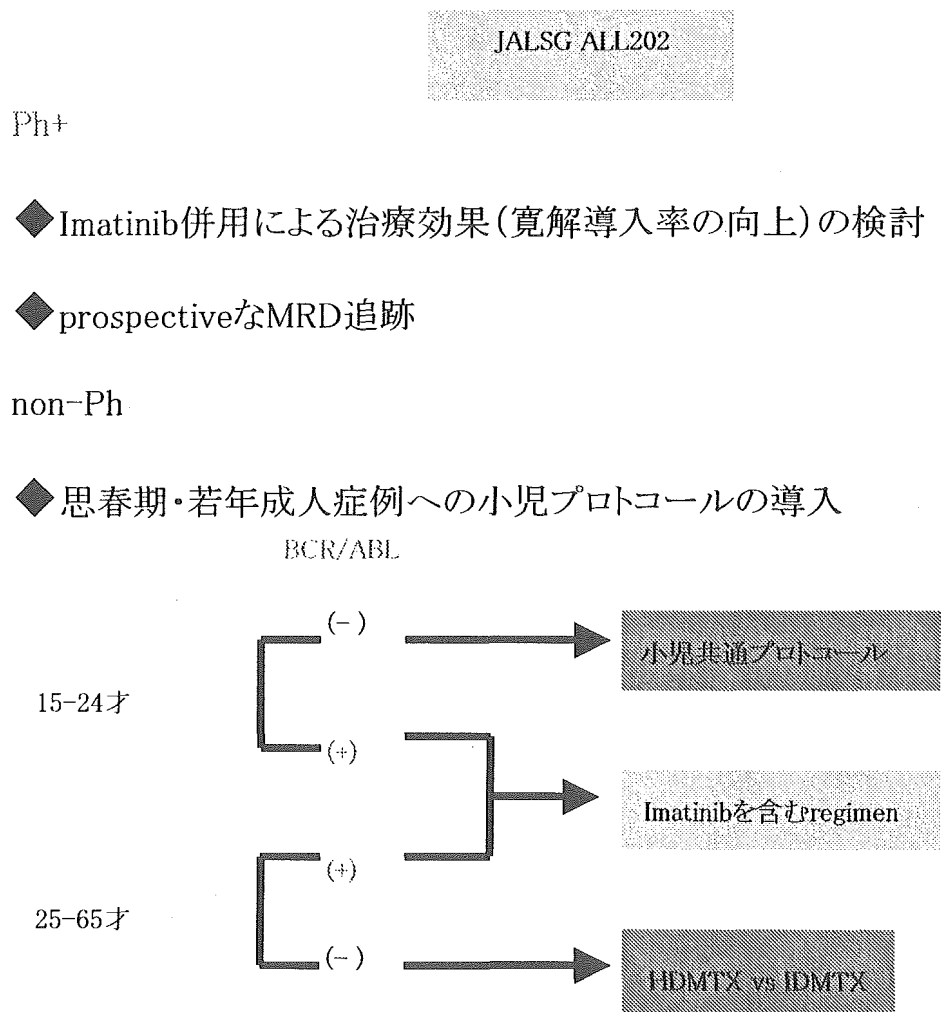 JALSG ALL202
Ph+
◆Imatinib併用による治療効果(寛解導入率の向上)の検討
◆prospectiveなMRD追跡
non-Ph
◆思春期・若年成人症例への小児プロトコールの導入
BCR/ABL
(-)
小児共通プロトコール
15-24才
(+)
Imatinibを含むregimen
(+)
25-65才
(-)
HDMTX vs IDMTX